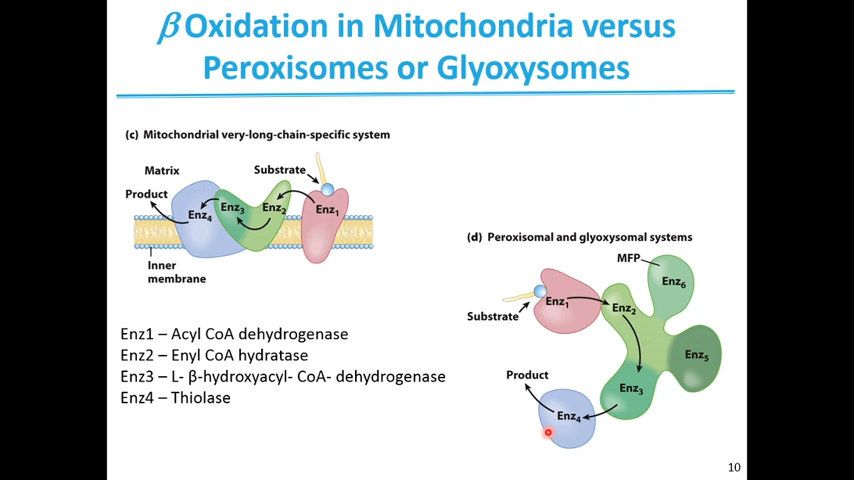 β Oxidation in Mitochondria versus
Peroxisomes or Glyoxysomes
(c) Mitochondrial very-long-chain-specific system
Matrix
Substrate
Product
Enz4
Enz3
Enz2
Enz1
Inner
membrane
(d) Peroxisomal and glyoxysomal systems
MFP
Enz6
Enz1
Enz2
Substrate
Enz5
Product
Enz3
Enz4
Enz1 – Acyl CoA dehydrogenase
Enz2 – Enyl CoA hydratase
Enz3 – L- β-hydroxyacyl- CoA- dehydrogenase
Enz4 – Thiolase
10